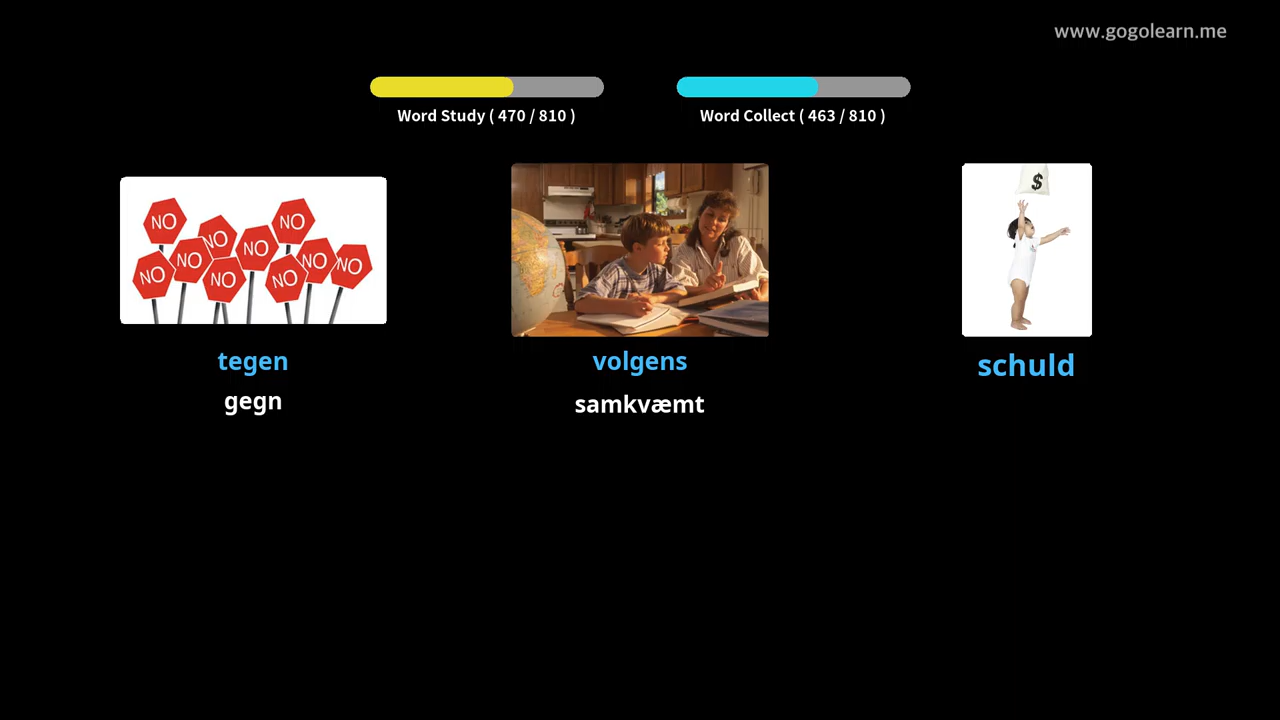 www.gogolearn.me
Word Study ( 470 / 810 )
Word Collect ( 463 / 810 )
NO
NO
NO
NO
NO
NO
NO
NO
NO
NO
$
tegen
volgens
schuld
gegn
samkvæmt